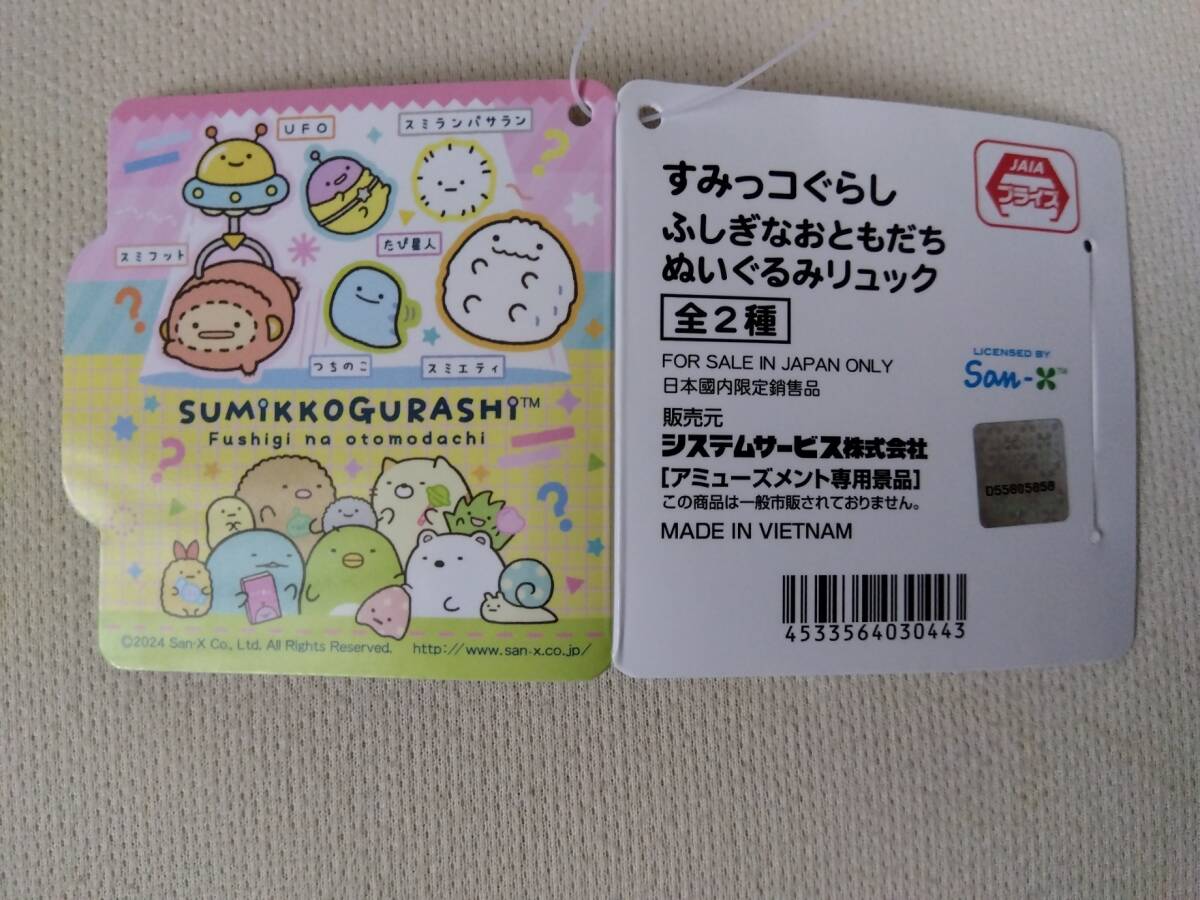 UFO
スミランパサラン
スミフット
たび星人
つちのこ
スミエティ
SUMiKKOGURASHi™
Fushigi na otomodachi
©2024 San-X Co., Ltd. All Rights Reserved. http://www.san-x.co.jp/
JAIA
プライズ
すみっコぐらし
ふしぎなおともだち
ぬいぐるみリュック
全2種
FOR SALE IN JAPAN ONLY
日本國内限定銷售品
LICENSED BY
San-X™
販売元
システムサービス株式会社
[アミューズメント専用景品]
この商品は一般市販されておりません。
MADE IN VIETNAM
D55805858
4533564030443